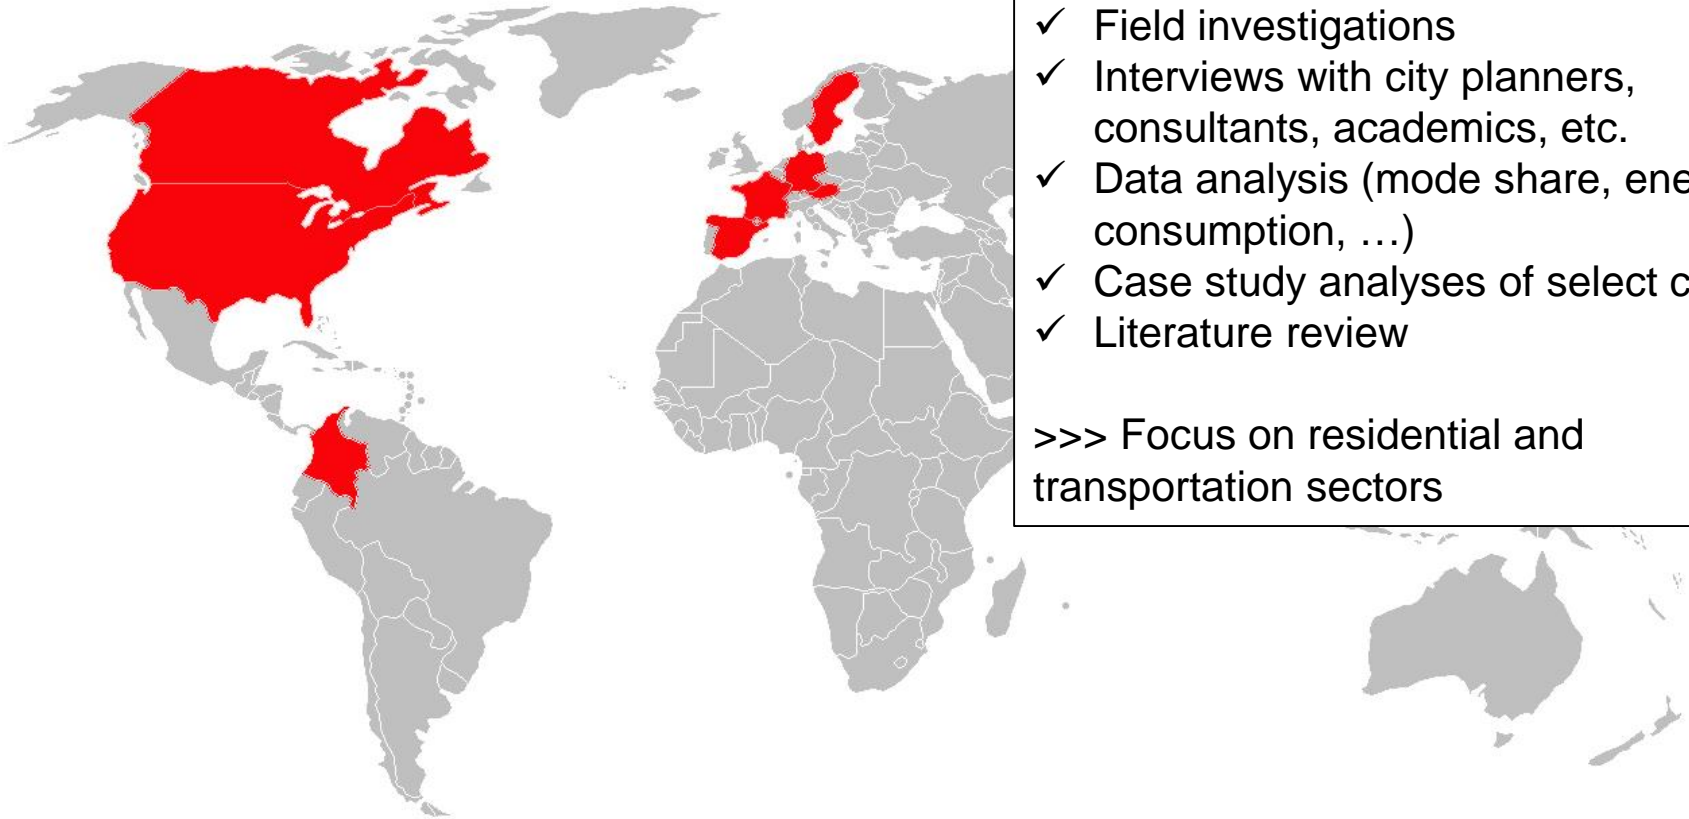 ✓ Field investigations
✓ Interviews with city planners,
consultants, academics, etc.
✓ Data analysis (mode share, ene
consumption, …)
✓ Case study analyses of select c
✓ Literature review
>>> Focus on residential and
transportation sectors